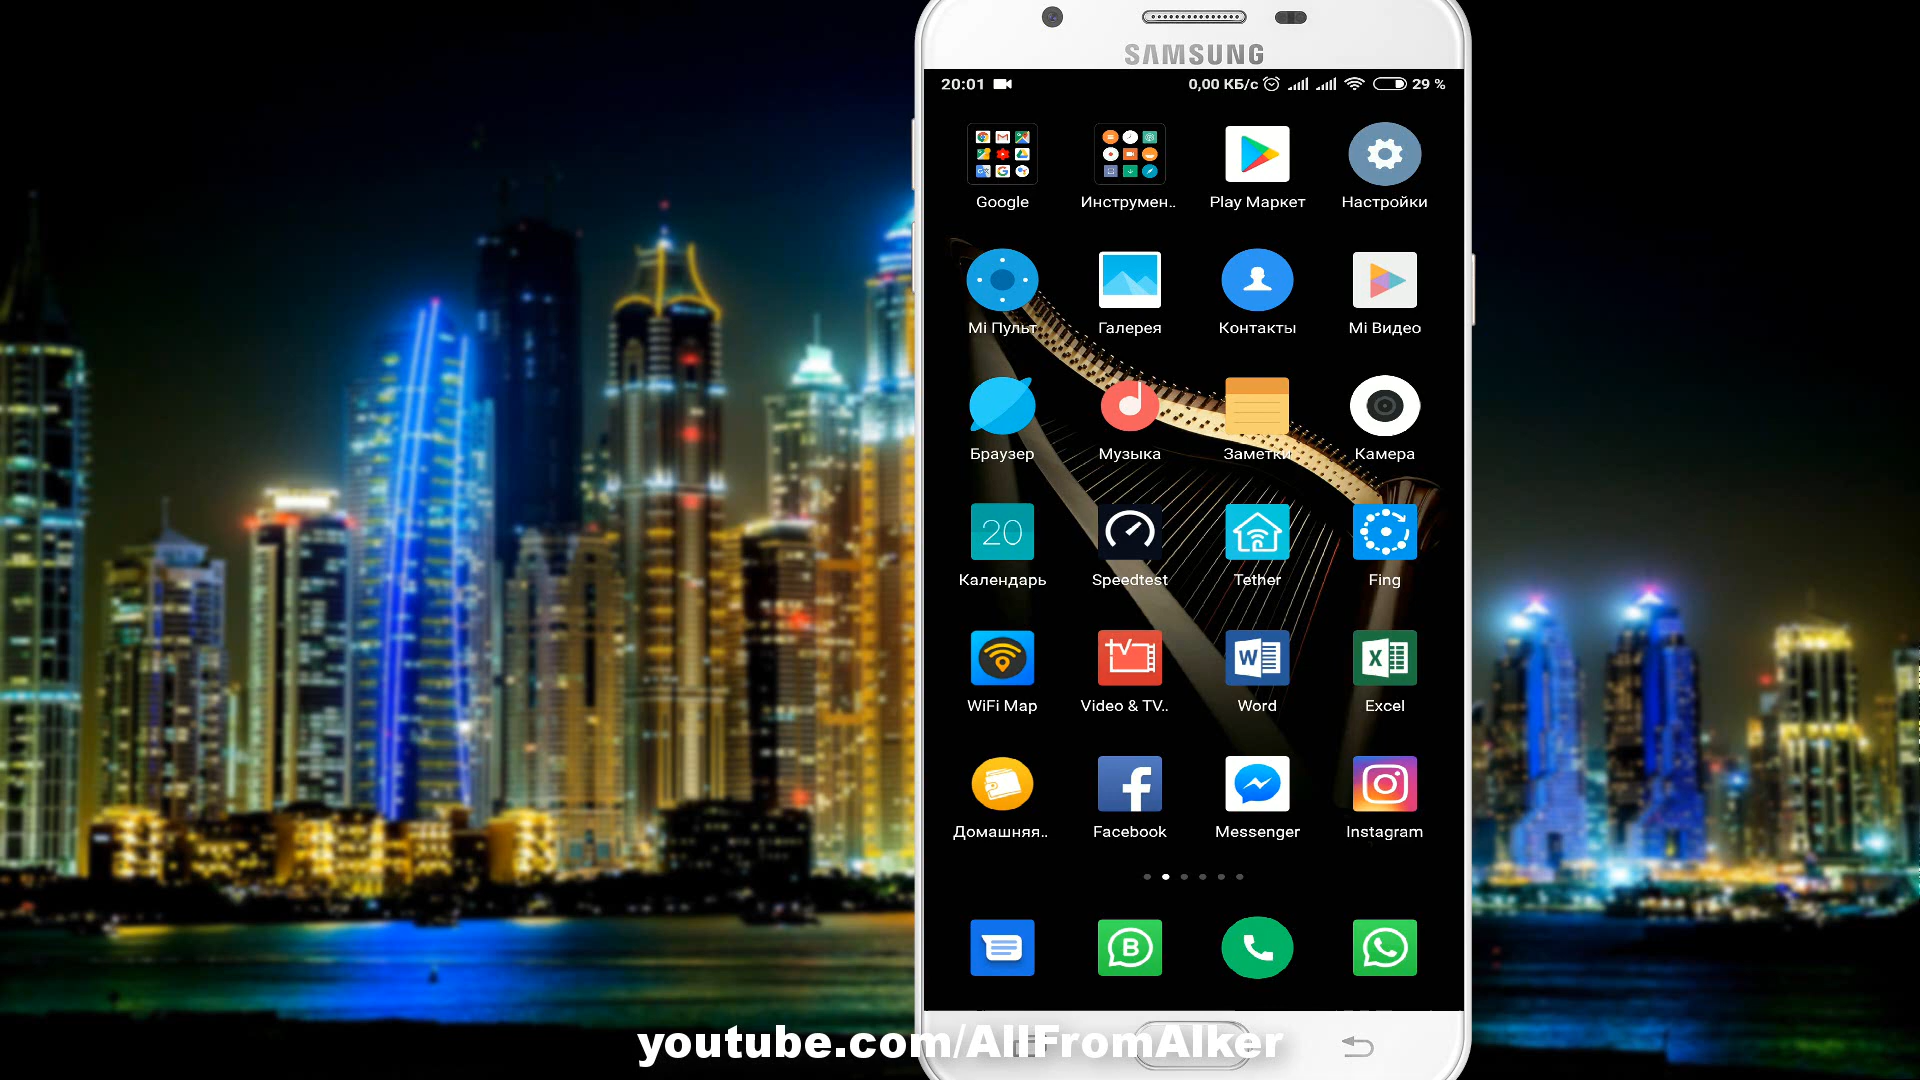 SAMSUNG
20:01 0,00 КБ/с 29 %
Google Инструмен.. Play Маркет Настройки
Mi Пульт Галерея Контакты Mi Видео
Браузер Музыка Заметки Камера
20
Календарь Speedtest Tether Fing
TV W X
WiFi Map Video & TV.. Word Excel
Домашняя.. Facebook Messenger Instagram
B
youtube.com/AllFromAlker